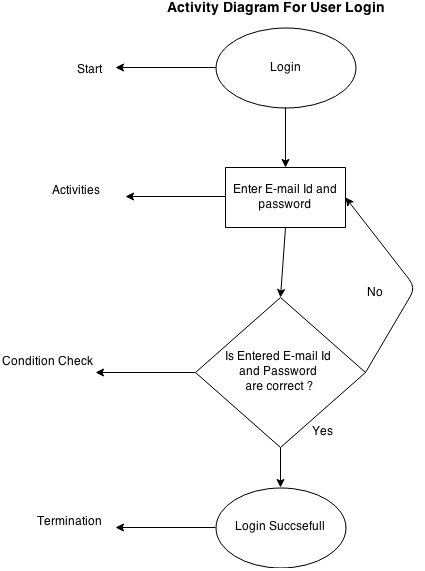 Activity Diagram For User Login
Login
Start
Enter E-mail Id and
password
Activities
No
Is Entered E-mail Id
and Password
are correct ?
Condition Check
Yes
Login Succsefull
Termination